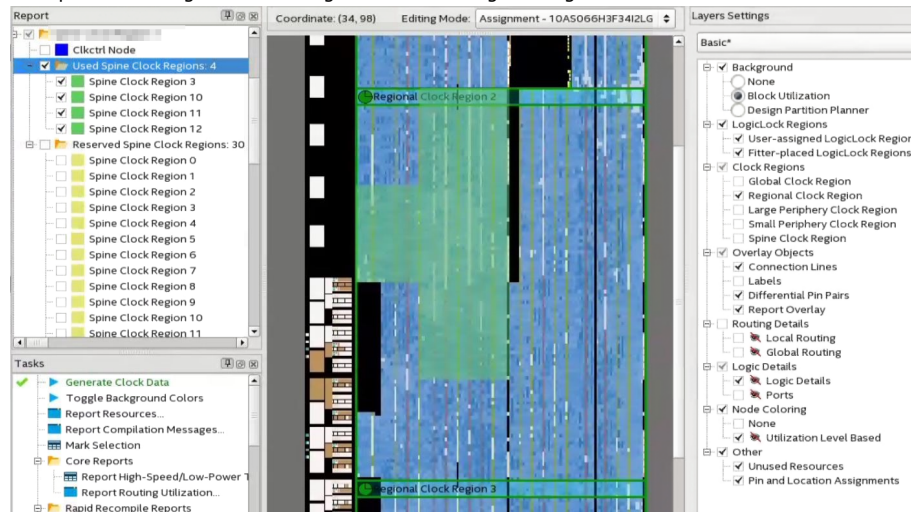 Report
Clkctrl Node
Used Spine Clock Regions: 4
Spine Clock Region 3
Spine Clock Region 10
Spine Clock Region 11
Spine Clock Region 12
Reserved Spine Clock Regions: 30
Spine Clock Region 0
Spine Clock Region 1
Spine Clock Region 2
Spine Clock Region 3
Spine Clock Region 4
Spine Clock Region 5
Spine Clock Region 6
Spine Clock Region 7
Spine Clock Region 8
Spine Clock Region 9
Spine Clock Region 10
Spine Clock Region 11
Tasks
Generate Clock Data
Toggle Background Colors
Report Resources...
Report Compilation Messages...
Mark Selection
Core Reports
Report High-Speed/Low-Power T
Report Routing Utilization...
Rapid Recompile Reports
Coordinate: (34, 98) Editing Mode: Assignment - 10AS066H3F34I2LG
Regional Clock Region 2
Regional Clock Region 3
Layers Settings
Basic*
Background
None
Block Utilization
Design Partition Planner
LogicLock Regions
User-assigned LogicLock Region
Fitter-placed LogicLock Regions
Clock Regions
Global Clock Region
Regional Clock Region
Large Periphery Clock Region
Small Periphery Clock Region
Spine Clock Region
Overlay Objects
Connection Lines
Labels
Differential Pin Pairs
Report Overlay
Routing Details
Local Routing
Global Routing
Logic Details
Logic Details
Ports
Node Coloring
None
Utilization Level Based
Other
Unused Resources
Pin and Location Assignments